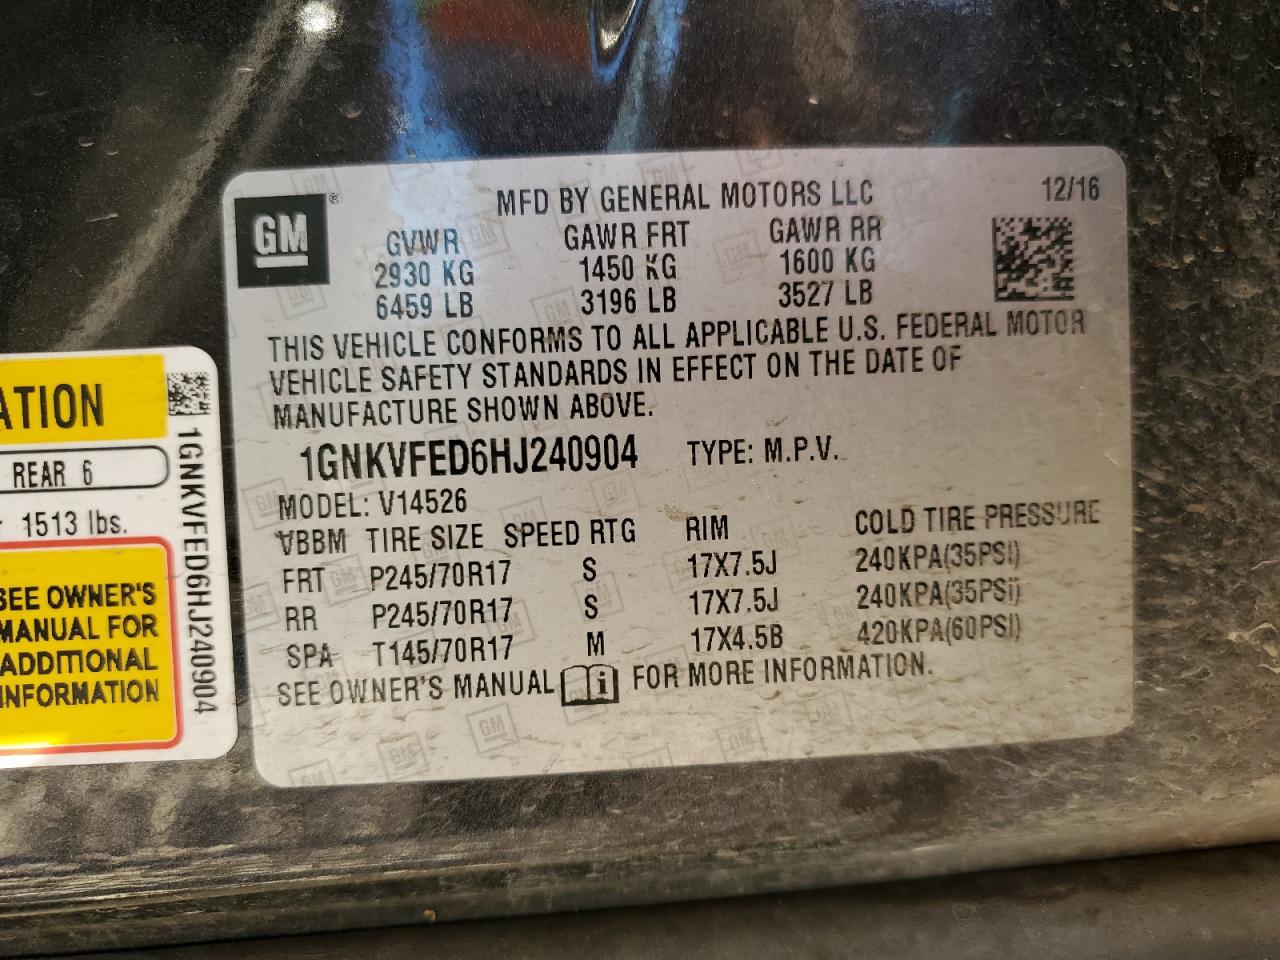 GM ®
MFD BY GENERAL MOTORS LLC 12/16
GVWR GAWR FRT GAWR RR
2930 KG 1450 KG 1600 KG
6459 LB 3196 LB 3527 LB
THIS VEHICLE CONFORMS TO ALL APPLICABLE U.S. FEDERAL MOTOR
VEHICLE SAFETY STANDARDS IN EFFECT ON THE DATE OF
MANUFACTURE SHOWN ABOVE.
1GNKVFED6HJ240904 TYPE: M.P.V.
MODEL: V14526
VBBM TIRE SIZE SPEED RTG RIM COLD TIRE PRESSURE
FRT P245/70R17 S 17X7.5J 240KPA(35PSI)
RR P245/70R17 S 17X7.5J 240KPA(35PSI)
SPA T145/70R17 M 17X4.5B 420KPA(60PSI)
SEE OWNER'S MANUAL i FOR MORE INFORMATION.
ATION
REAR 6
1513 lbs.
SEE OWNER'S
MANUAL FOR
ADDITIONAL
INFORMATION
1GNKVFED6HJ240904